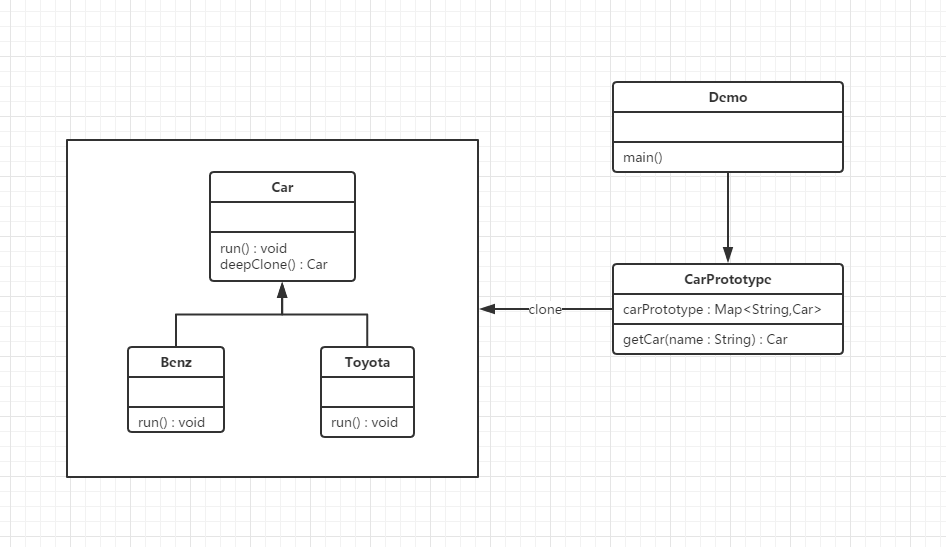 Demo
main()
Car
run() : void
deepClone() : Car
CarPrototype
carPrototype : Map<String,Car>
getCar(name : String) : Car
clone
Benz
run() : void
Toyota
run() : void